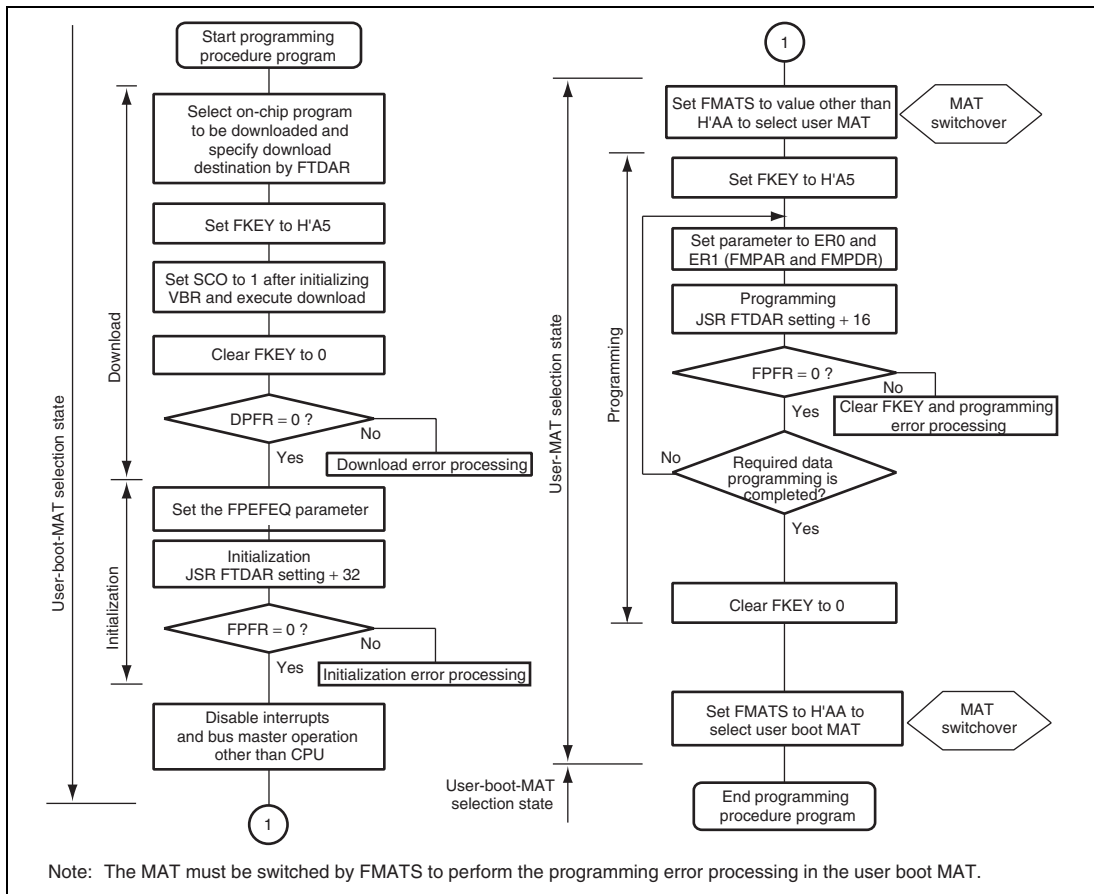 Start programming
procedure program
Select on-chip program
to be downloaded and
specify download
destination by FTDAR
Set FKEY to H'A5
Set SCO to 1 after initializing
VBR and execute download
Clear FKEY to 0
DPFR = 0 ?
No
Yes
Download error processing
Set the FPEFEQ parameter
Initialization
JSR FTDAR setting + 32
FPFR = 0 ?
No
Yes
Initialization error processing
Disable interrupts
and bus master operation
other than CPU
1
Download
Initialization
User-boot-MAT selection state
1
Set FMATS to value other than
H'AA to select user MAT
MAT
switchover
Set FKEY to H'A5
Set parameter to ER0 and
ER1 (FMPAR and FMPDR)
Programming
JSR FTDAR setting + 16
FPFR = 0 ?
No
Yes
Clear FKEY and programming
error processing
No
Required data
programming is
completed?
Yes
Clear FKEY to 0
Set FMATS to H'AA to
select user boot MAT
MAT
switchover
Programming
User-MAT selection state
User-boot-MAT
selection state
End programming
procedure program
Note: The MAT must be switched by FMATS to perform the programming error processing in the user boot MAT.